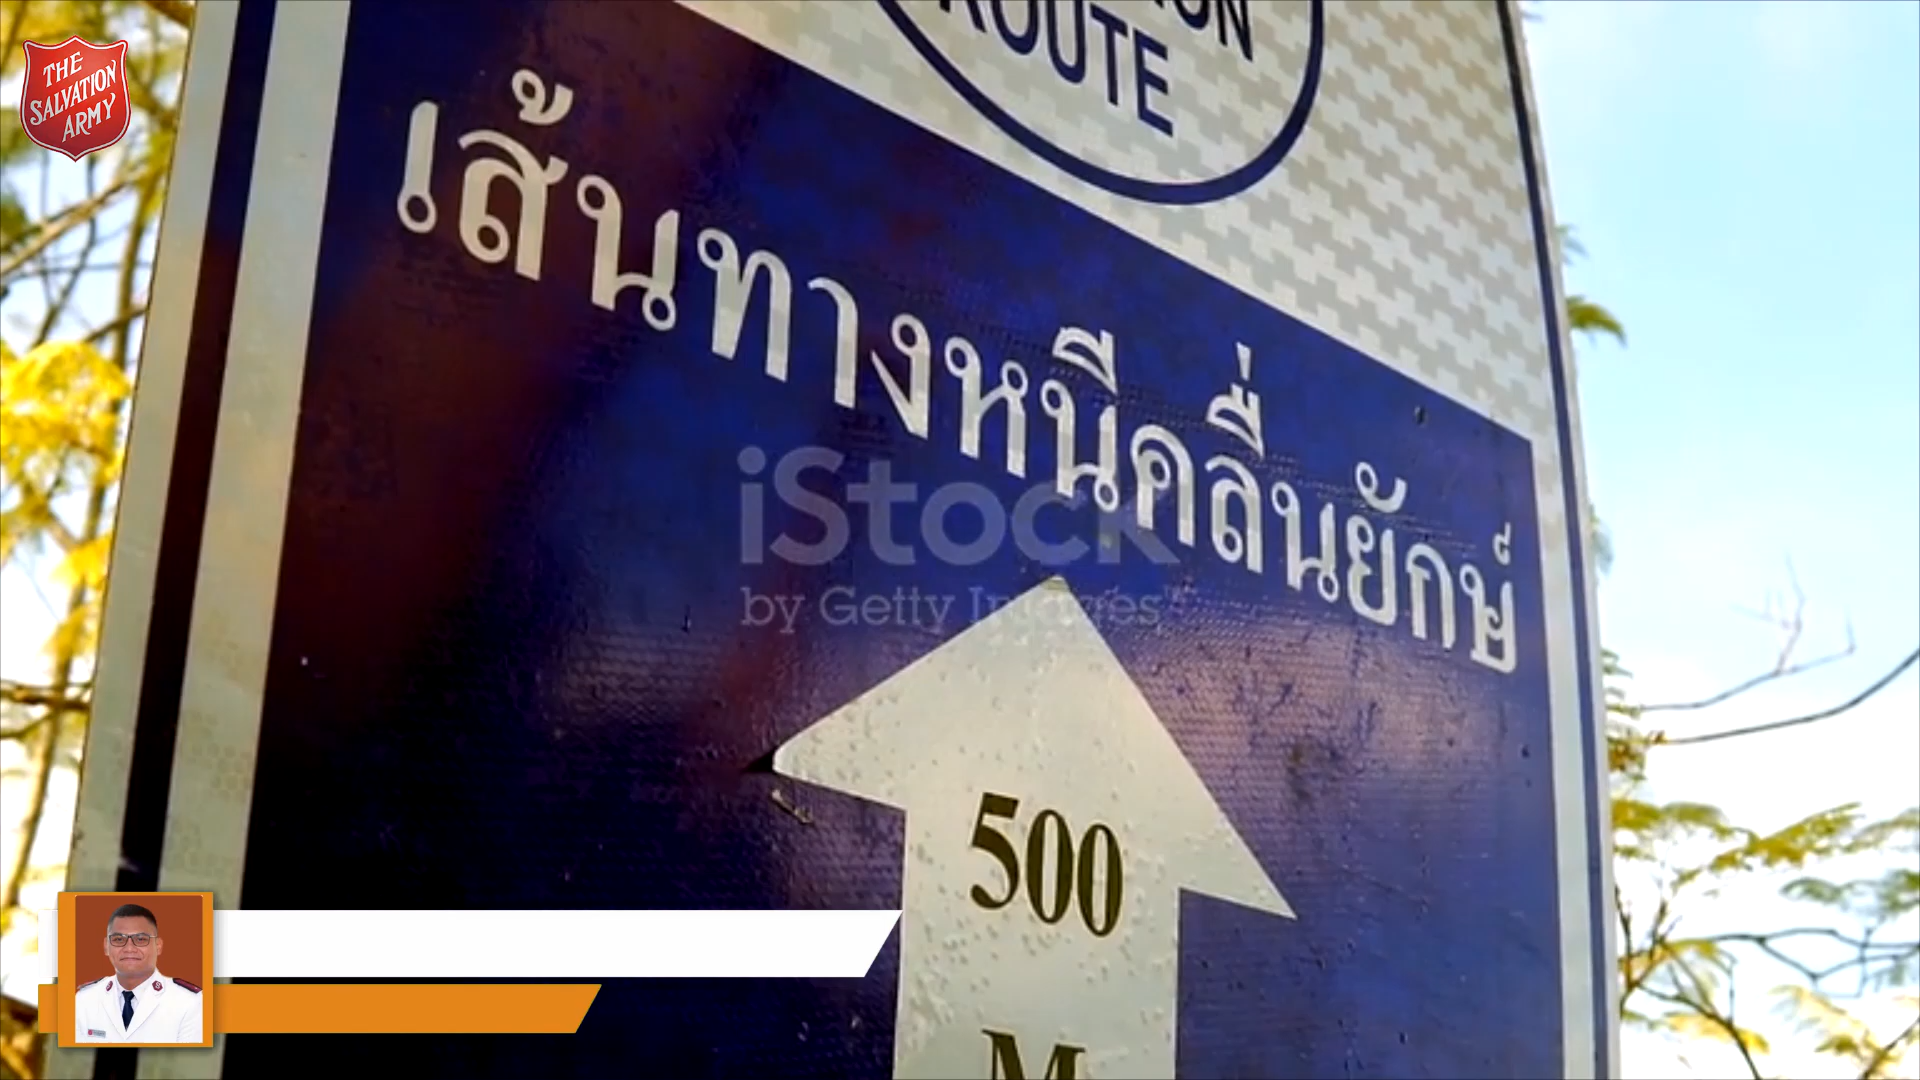 THE
SALVATION
ARMY
ROUTE
เส้นทางหนีคลื่นยักษ์
iStock
by Getty Images
500
M